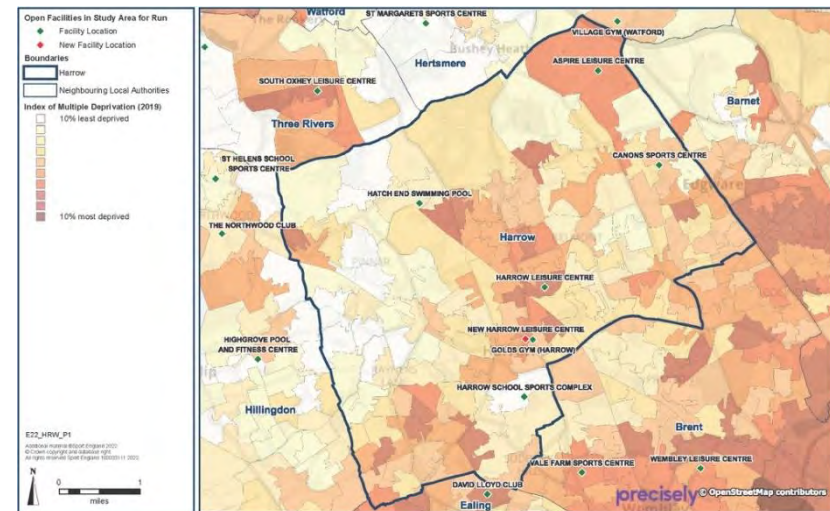 Open Facilities in Study Area for Run
Facility Location
New Facility Location
Boundaries
Harrow
Neighbouring Local Authorities
Index of Multiple Deprivation (2019)
10% least deprived
10% most deprived
E22_HRW_P1
N
0 1
miles
Watford
ST MARGARETS SPORTS CENTRE
VILLAGE GYM (WATFORD)
Bushey Heath
Hertsmere
ASPIRE LEISURE CENTRE
SOUTH OXHEY LEISURE CENTRE
Barnet
Three Rivers
ST HELENS SCHOOL
SPORTS CENTRE
CANONS SPORTS CENTRE
Edgware
HATCH END SWIMMING POOL
THE NORTHWOOD CLUB
Harrow
PINNER
HARROW LEISURE CENTRE
NEW HARROW LEISURE CENTRE
HIGHGROVE POOL
AND FITNESS CENTRE
GOLDS GYM (HARROW)
HARROW SCHOOL SPORTS COMPLEX
Hillingdon
Brent
VALE FARM SPORTS CENTRE
WEMBLEY LEISURE CENTRE
DAVID LLOYD CLUB
Ealing
precisely © OpenStreetMap contributors